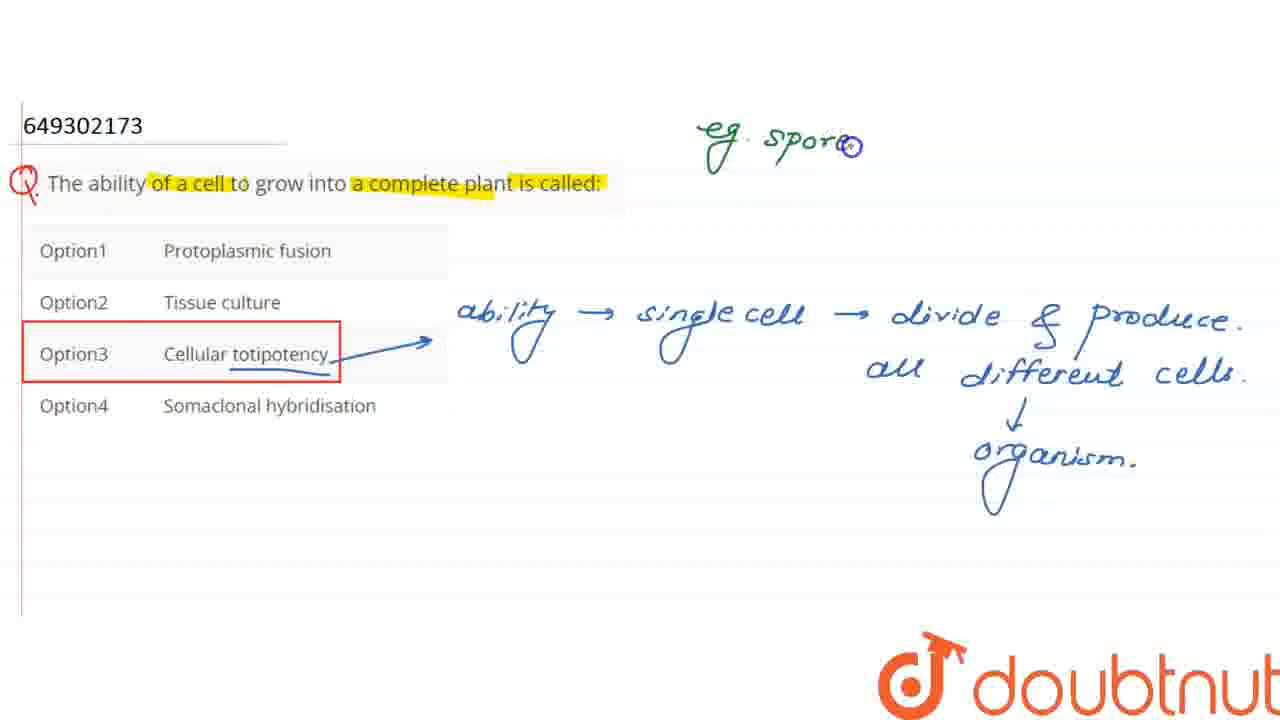 649302173
eg. spore
Q. The ability of a cell to grow into a complete plant is called:
Option1 Protoplasmic fusion
Option2 Tissue culture
Option3 Cellular totipotency
Option4 Somaclonal hybridisation
ability → single cell → divide & produce.
all different cells.
↓
organism.
doubtnut